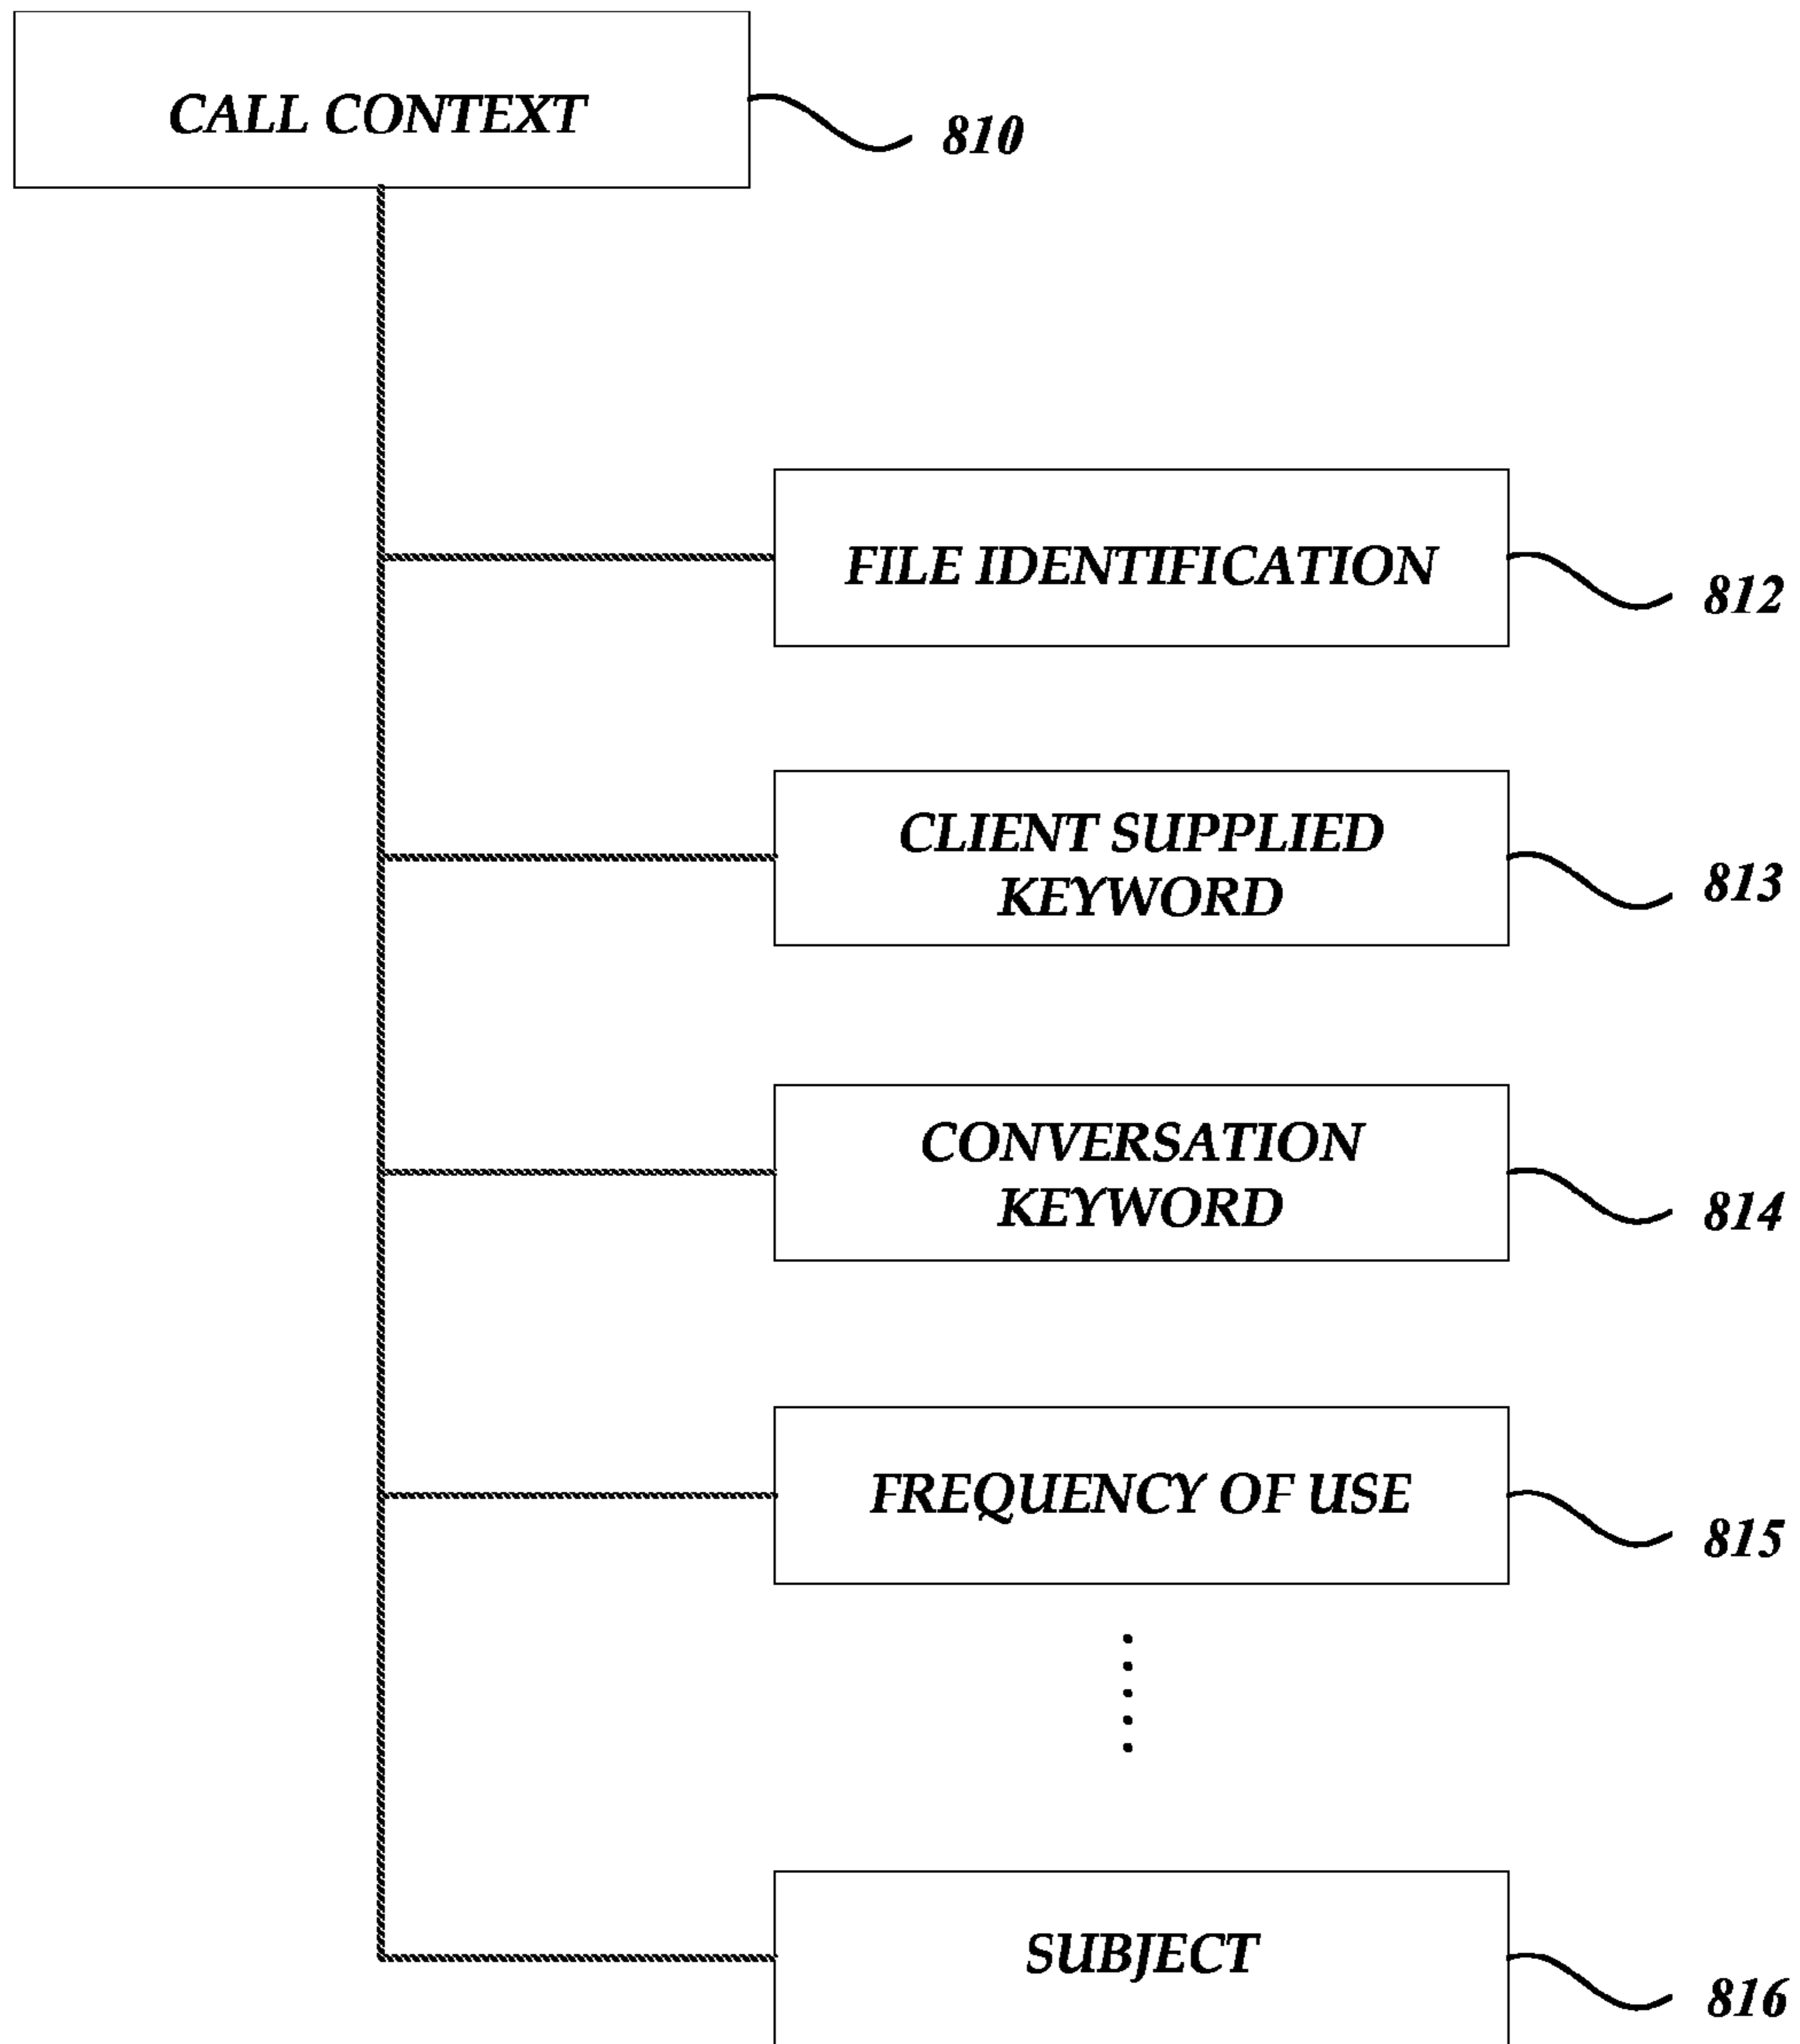 CALL CONTEXT
810
FILE IDENTIFICATION
812
CLIENT SUPPLIED
KEYWORD
813
CONVERSATION
KEYWORD
814
FREQUENCY OF USE
815
SUBJECT
816